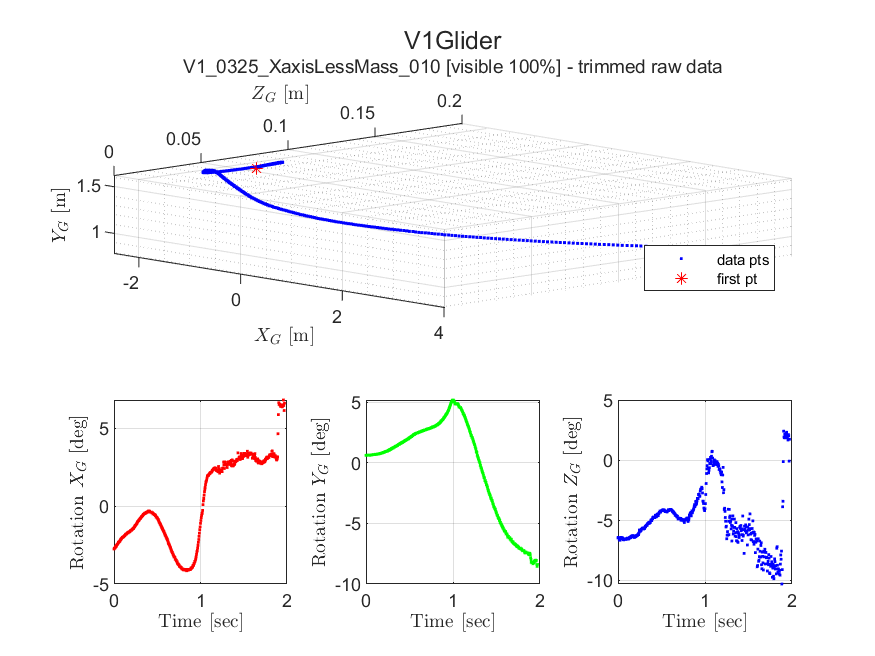 V1Glider
V1_0325_XaxisLessMass_010 [visible 100%] - trimmed raw data
Z_G [m]
0 0.05 0.1 0.15 0.2
Y_G [m]
1.5
1
-2 0 2 4
X_G [m]
data pts
first pt
Rotation X_G [deg]
5
0
-5
0 1 2
Time [sec]
Rotation Y_G [deg]
5
0
-5
-10
0 1 2
Time [sec]
Rotation Z_G [deg]
5
0
-5
-10
0 1 2
Time [sec]